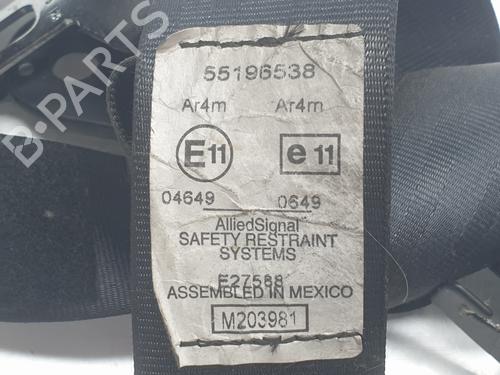 55196538
Ar4m Ar4m
E11 e 11
04649 0649
AlliedSignal
SAFETY RESTRAINT
SYSTEMS
E27588
ASSEMBLED IN MEXICO
M203981
B-PARTS